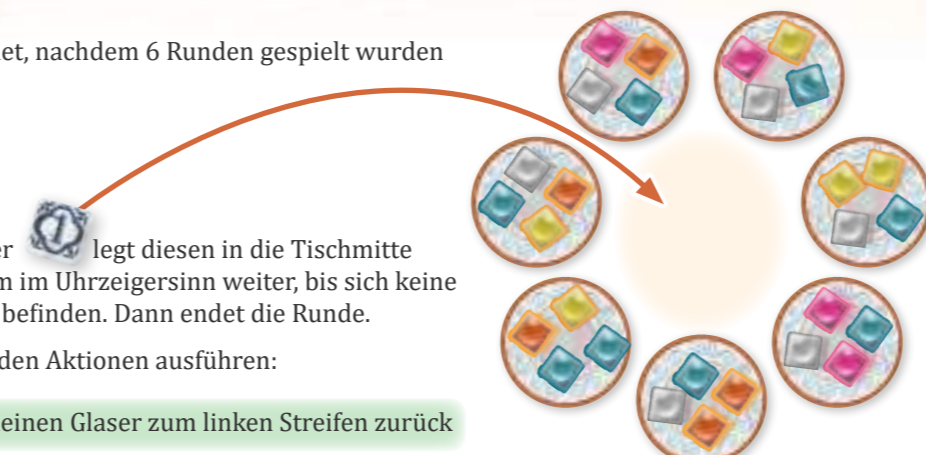 et, nachdem 6 Runden gespielt wurden
er 1 legt diesen in die Tischmitte
m im Uhrzeigersinn weiter, bis sich keine
befinden. Dann endet die Runde.
den Aktionen ausführen:
einen Glaser zum linken Streifen zurück